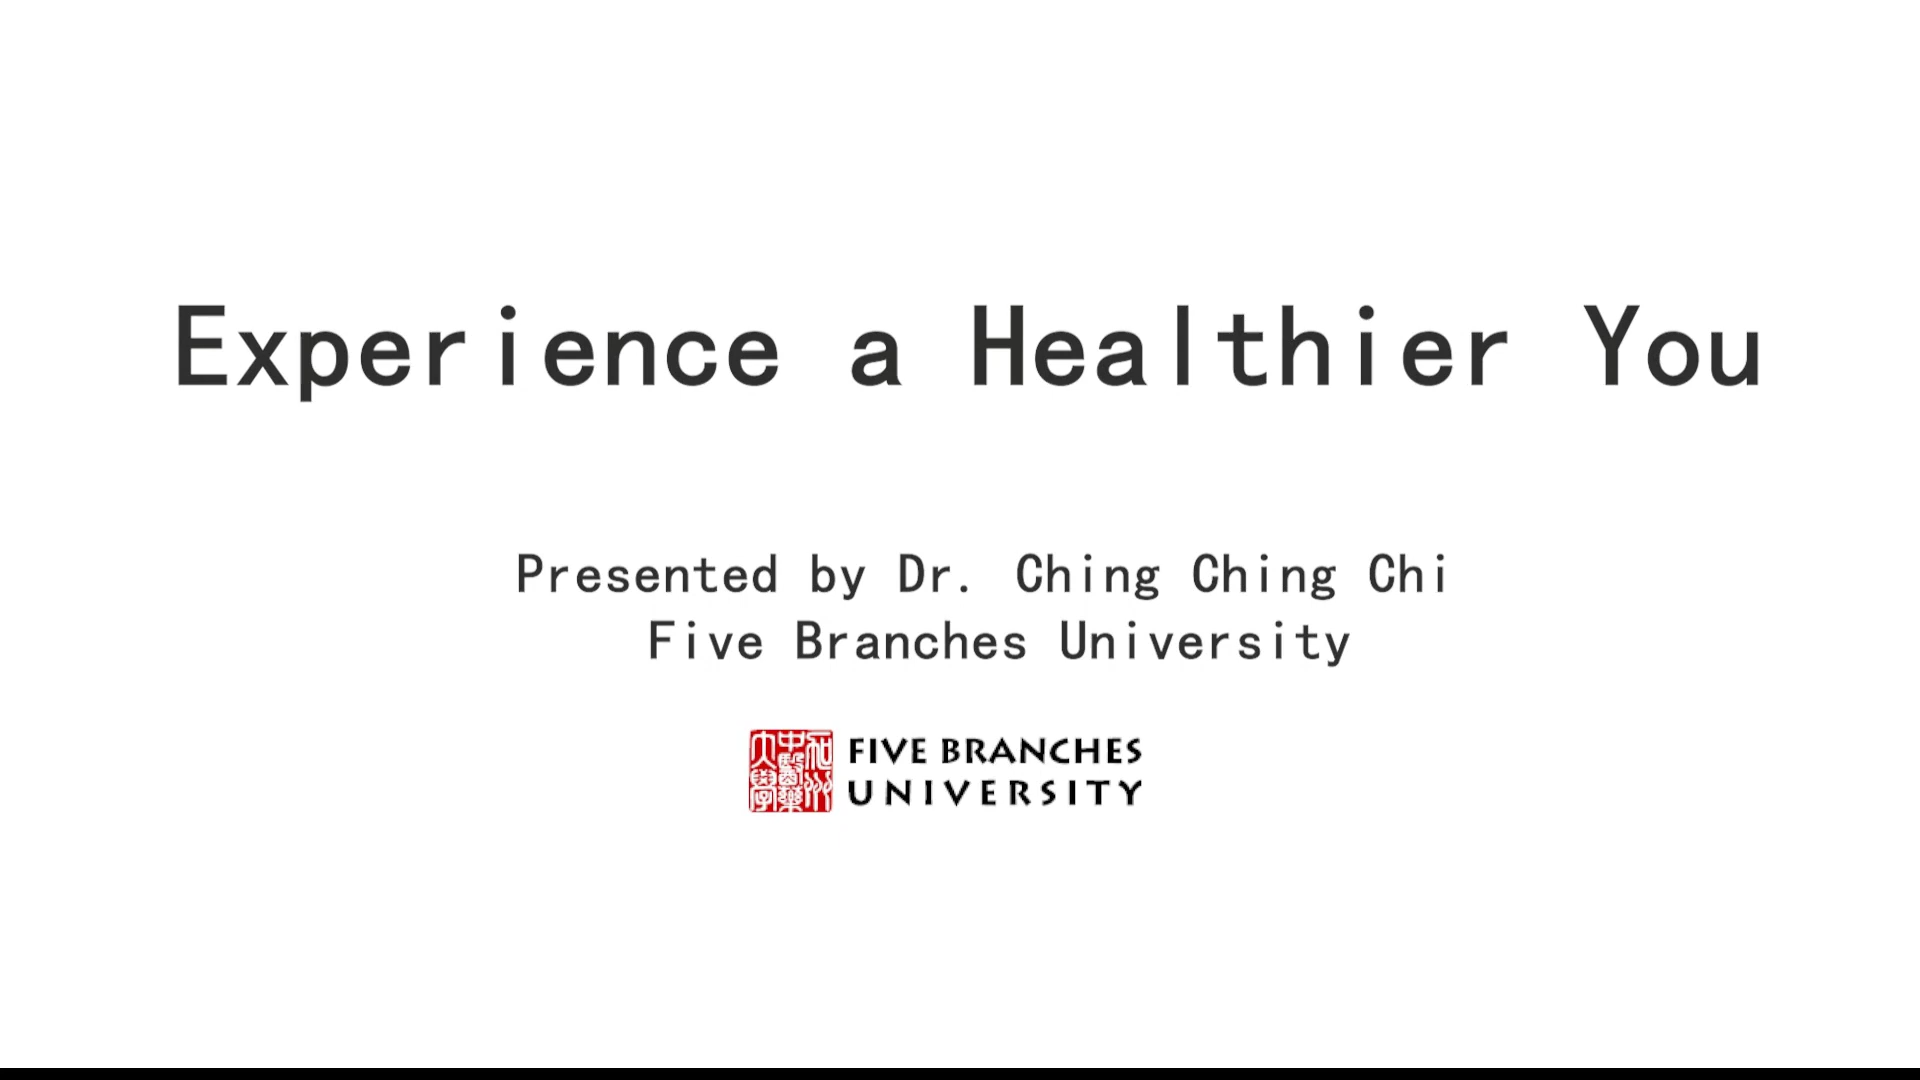 Experience a Healthier You
Presented by Dr. Ching Ching Chi
Five Branches University
FIVE BRANCHES
UNIVERSITY